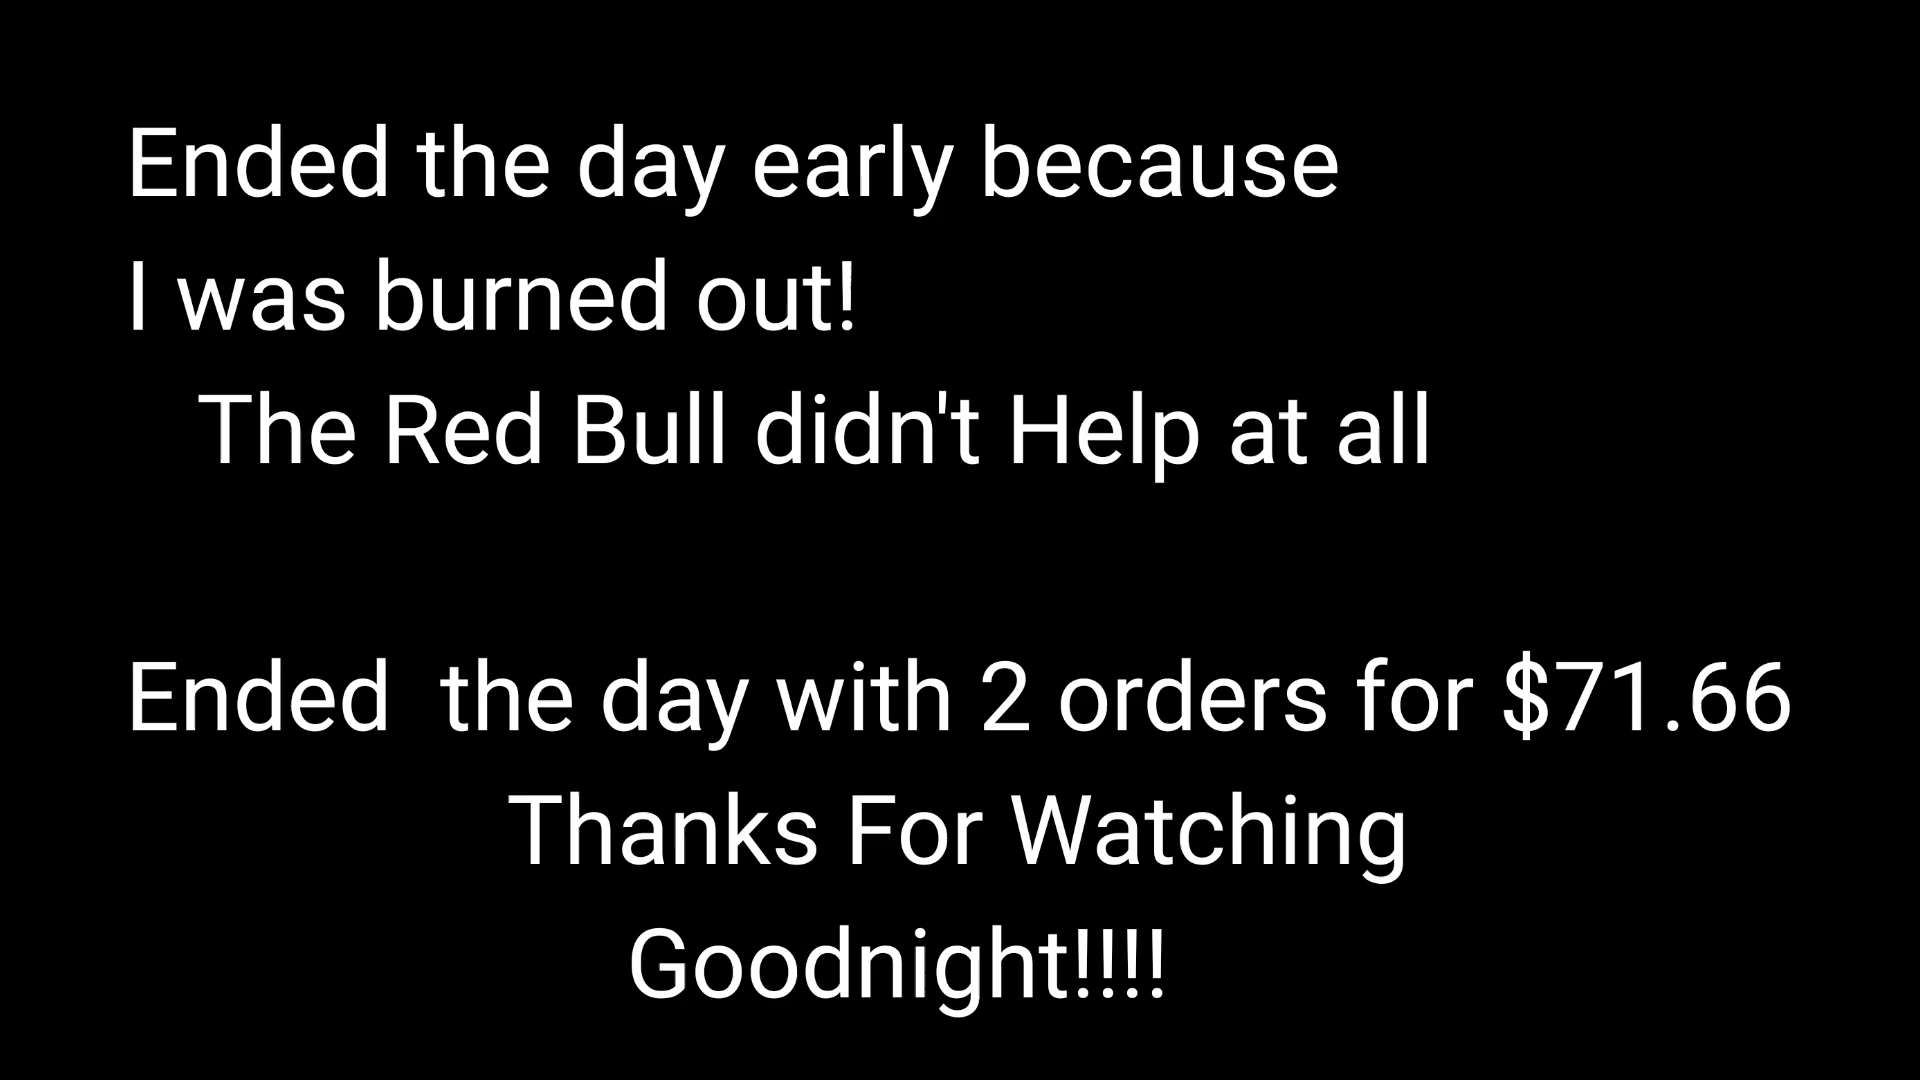 Ended the day early because
I was burned out!
The Red Bull didn't Help at all
Ended  the day with 2 orders for $71.66
Thanks For Watching
Goodnight!!!!